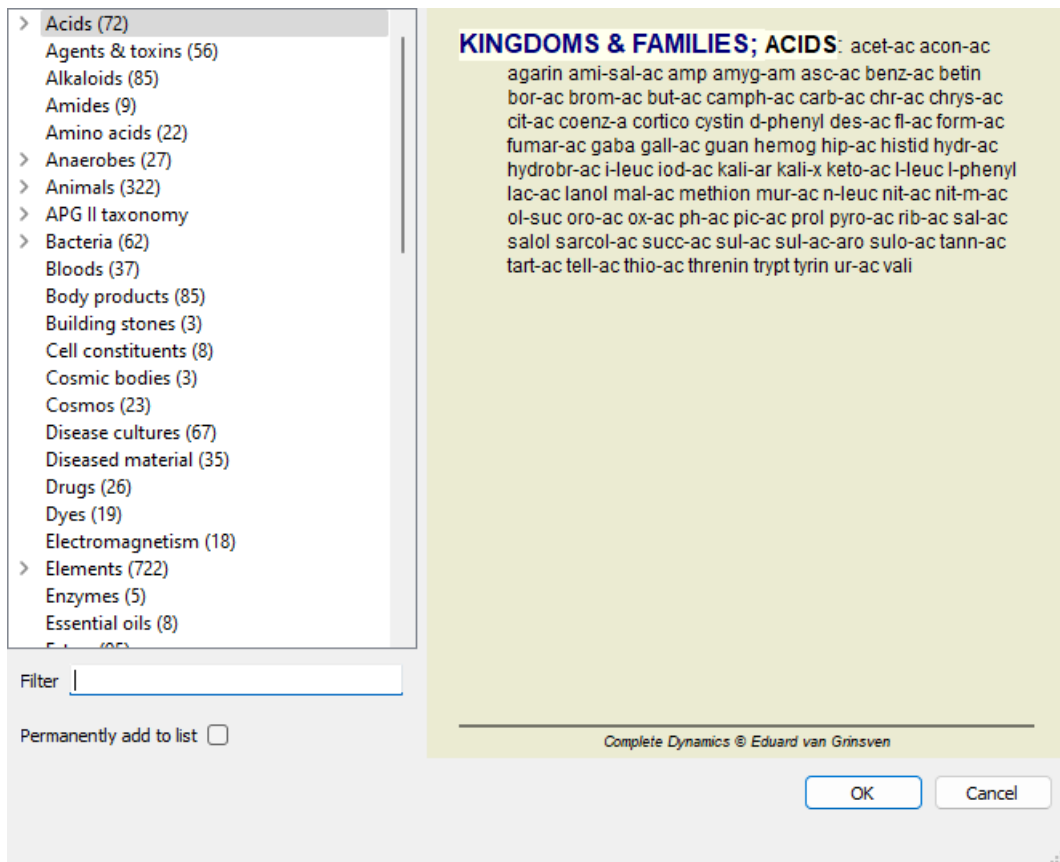 Acids (72)
Agents & toxins (56)
Alkaloids (85)
Amides (9)
Amino acids (22)
Anaerobes (27)
Animals (322)
APG II taxonomy
Bacteria (62)
Bloods (37)
Body products (85)
Building stones (3)
Cell constituents (8)
Cosmic bodies (3)
Cosmos (23)
Disease cultures (67)
Diseased material (35)
Drugs (26)
Dyes (19)
Electromagnetism (18)
Elements (722)
Enzymes (5)
Essential oils (8)
Filter
Permanently add to list
KINGDOMS & FAMILIES; ACIDS: acet-ac acon-ac
agarin ami-sal-ac amp amyg-am asc-ac benz-ac betin
bor-ac brom-ac but-ac camph-ac carb-ac chr-ac chrys-ac
cit-ac coenz-a cortico cystin d-phenyl des-ac fl-ac form-ac
fumar-ac gaba gall-ac guan hemog hip-ac histid hydr-ac
hydrobr-ac i-leuc iod-ac kali-ar kali-x keto-ac l-leuc l-phenyl
lac-ac lanol mal-ac methion mur-ac n-leuc nit-ac nit-m-ac
ol-suc oro-ac ox-ac ph-ac pic-ac prol pyro-ac rib-ac sal-ac
salol sarcol-ac succ-ac sul-ac sul-ac-aro sulo-ac tann-ac
tart-ac tell-ac thio-ac threnin trypt tyrin ur-ac vali
Complete Dynamics © Eduard van Grinsven
OK
Cancel